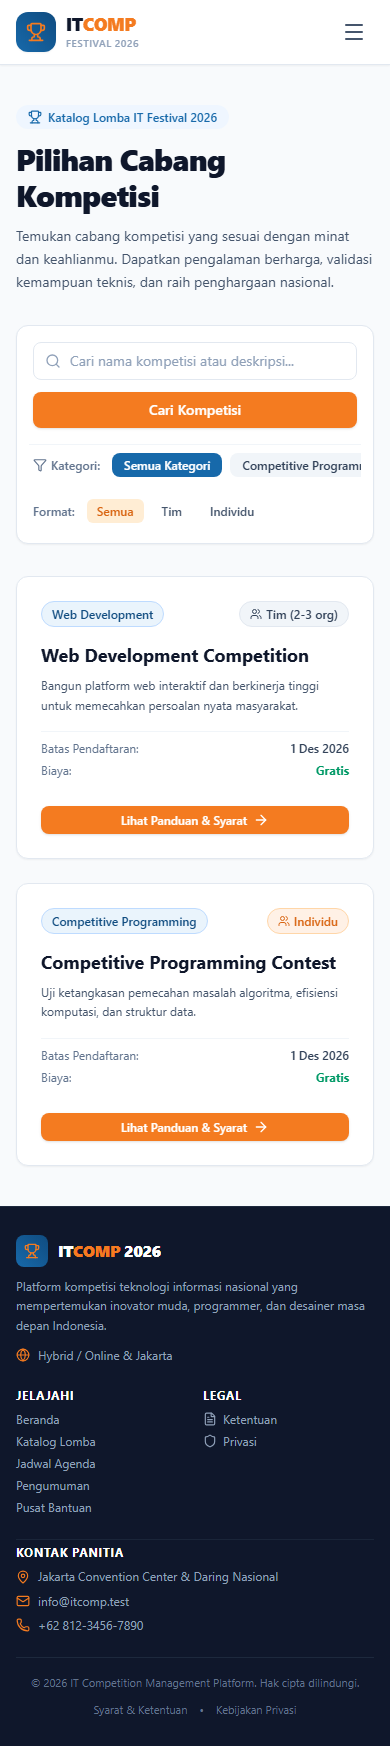 ITCOMP
FESTIVAL 2026
Katalog Lomba IT Festival 2026
Pilihan Cabang
Kompetisi
Temukan cabang kompetisi yang sesuai dengan minat
dan keahlianmu. Dapatkan pengalaman berharga, validasi
kemampuan teknis, dan raih penghargaan nasional.
Cari nama kompetisi atau deskripsi...
Cari Kompetisi
Kategori: Semua Kategori Competitive Program
Format: Semua Tim Individu
Web Development Tim (2-3 org)
Web Development Competition
Bangun platform web interaktif dan berkinerja tinggi
untuk memecahkan persoalan nyata masyarakat.
Batas Pendaftaran: 1 Des 2026
Biaya: Gratis
Lihat Panduan & Syarat
Competitive Programming Individu
Competitive Programming Contest
Uji ketangkasan pemecahan masalah algoritma, efisiensi
komputasi, dan struktur data.
Batas Pendaftaran: 1 Des 2026
Biaya: Gratis
Lihat Panduan & Syarat
ITCOMP 2026
Platform kompetisi teknologi informasi nasional yang
mempertemukan inovator muda, programmer, dan desainer masa
depan Indonesia.
Hybrid / Online & Jakarta
JELAJAHI
Beranda
Katalog Lomba
Jadwal Agenda
Pengumuman
Pusat Bantuan
LEGAL
Ketentuan
Privasi
KONTAK PANITIA
Jakarta Convention Center & Daring Nasional
info@itcomp.test
+62 812-3456-7890
© 2026 IT Competition Management Platform. Hak cipta dilindungi.
Syarat & Ketentuan • Kebijakan Privasi